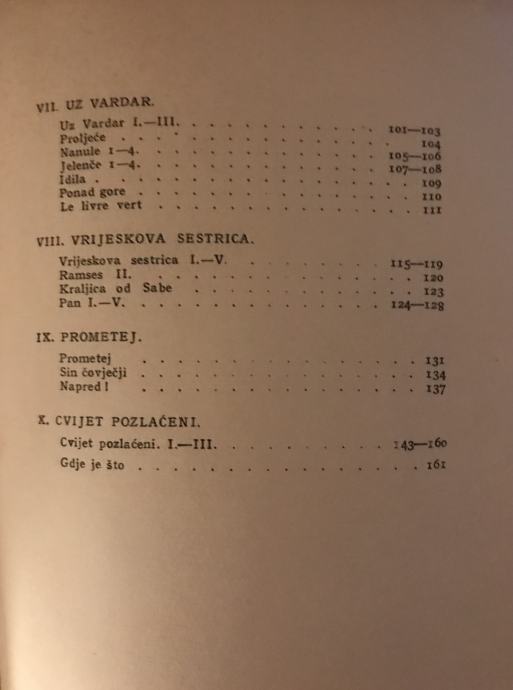 VII. UZ VARDAR.
Uz Vardar I.—III. . . . . . . . . . . . . 101—103
Proljeće . . . . . . . . . . . . . . 104
Nanule 1—4. . . . . . . . . . . . . 105—106
Jelenče 1—4. . . . . . . . . . . . . 107—108
Idila . . . . . . . . . . . . . . . 109
Ponad gore . . . . . . . . . . . . . 110
Le livre vert . . . . . . . . . . . . . 111
VIII. VRIJESKOVA SESTRICA.
Vrijeskova sestrica I.—V. . . . . . . . . 115—119
Ramses II. . . . . . . . . . . . . . 120
Kraljica od Sabe . . . . . . . . . . . 123
Pan I.—V. . . . . . . . . . . . . . 124—128
IX. PROMETEJ.
Prometej . . . . . . . . . . . . . 131
Sin čovječji . . . . . . . . . . . . . 134
Napred! . . . . . . . . . . . . . 137
X. CVIJET POZLAĆENI.
Cvijet pozlaćeni. I.—III. . . . . . . . . . 143—160
Gdje je što . . . . . . . . . . . . . 161